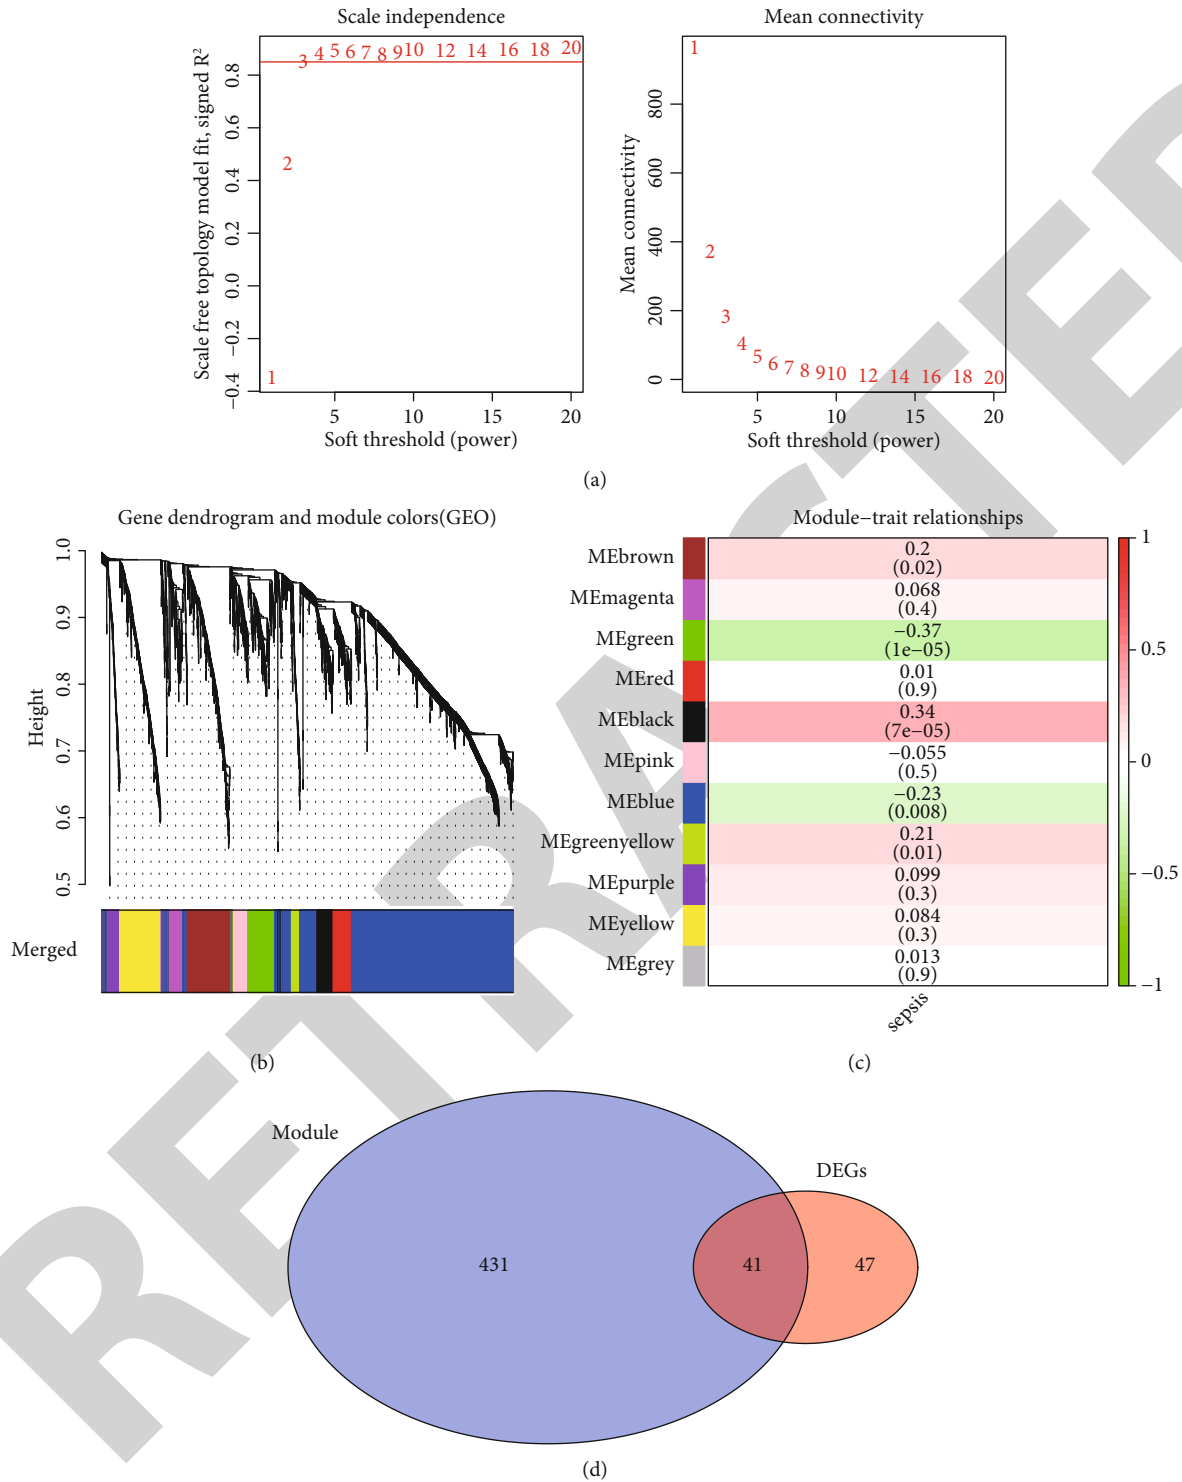 Scale independence
Scale free topology model fit, signed R²
0.8
0.6
0.4
0.2
0.0
−0.2
−0.4
1
2
3 4 5 6 7 8 9 10 12 14 16 18 20
5 10 15 20
Soft threshold (power)
Mean connectivity
Mean connectivity
800
600
400
200
0
1
2
3
4
5 6 7 8 9 10 12 14 16 18 20
5 10 15 20
Soft threshold (power)
(a)
Gene dendrogram and module colors(GEO)
Height
1.0
0.9
0.8
0.7
0.6
0.5
Merged
(b)
Module−trait relationships
MEbrown
0.2
(0.02)
MEmagenta
0.068
(0.4)
MEgreen
−0.37
(1e−05)
MEred
0.01
(0.9)
MEblack
0.34
(7e−05)
MEpink
−0.055
(0.5)
MEblue
−0.23
(0.008)
MEgreenyellow
0.21
(0.01)
MEpurple
0.099
(0.3)
MEyellow
0.084
(0.3)
MEgrey
0.013
(0.9)
sepsis
1
0.5
0
−0.5
−1
(c)
Module
DEGs
431
41
47
(d)
RETRACTED